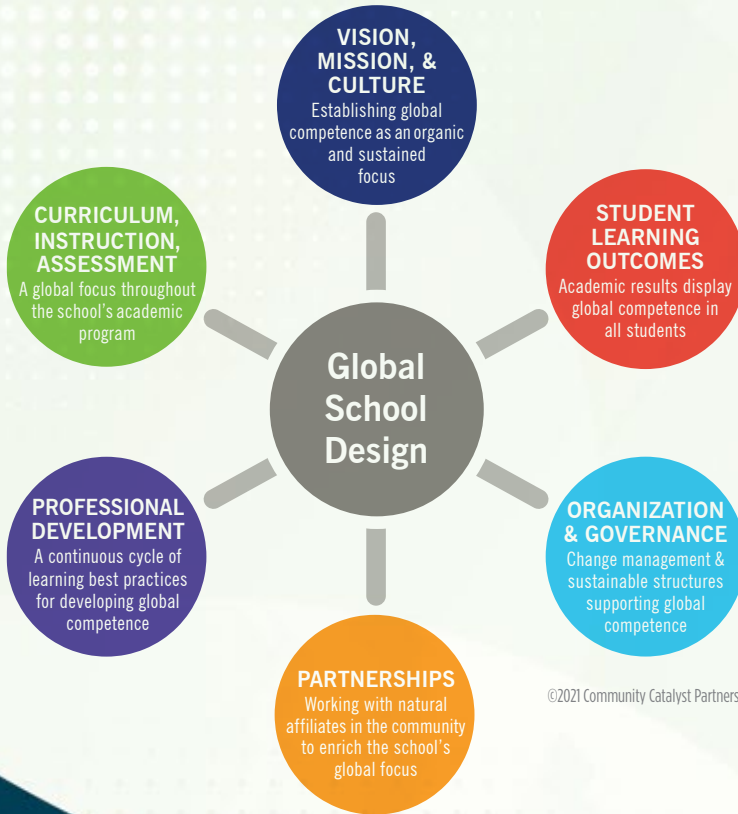 VISION,
MISSION, &
CULTURE
Establishing global
competence as an organic
and sustained
focus
CURRICULUM,
INSTRUCTION,
ASSESSMENT
A global focus throughout
the school's academic
program
STUDENT
LEARNING
OUTCOMES
Academic results display
global competence in
all students
Global
School
Design
PROFESSIONAL
DEVELOPMENT
A continuous cycle of
learning best practices
for developing global
competence
ORGANIZATION
& GOVERNANCE
Change management &
sustainable structures
supporting global
competence
PARTNERSHIPS
Working with natural
affiliates in the community
to enrich the school's
global focus
©2021 Community Catalyst Partners